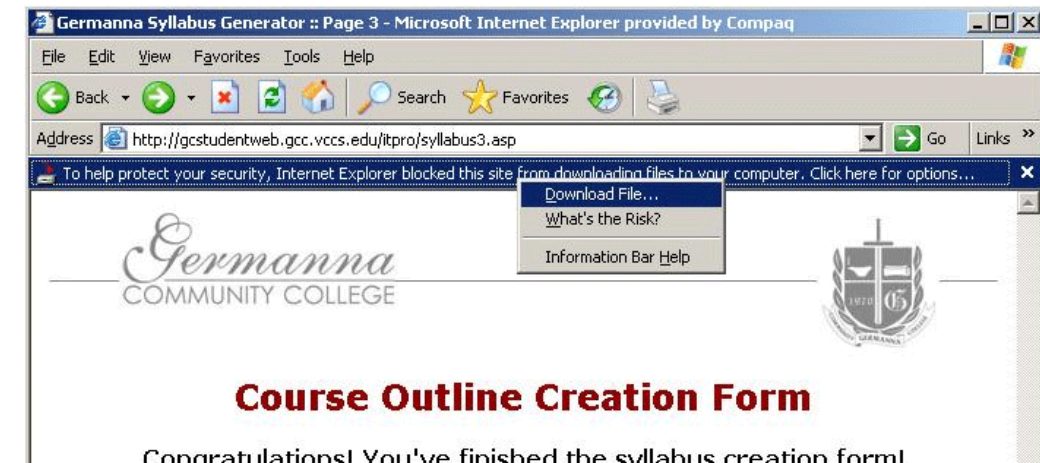 Germanna Syllabus Generator :: Page 3 - Microsoft Internet Explorer provided by Compaq
File Edit View Favorites Tools Help
Back Search Favorites
Address http://gcstudentweb.gcc.vccs.edu/itpro/syllabus3.asp Go Links »
To help protect your security, Internet Explorer blocked this site from downloading files to your computer. Click here for options...
Download File...
What's the Risk?
Information Bar Help
Germanna
COMMUNITY COLLEGE
1970 G
GERMANNA
Course Outline Creation Form
Congratulations! You've finished the syllabus creation form!